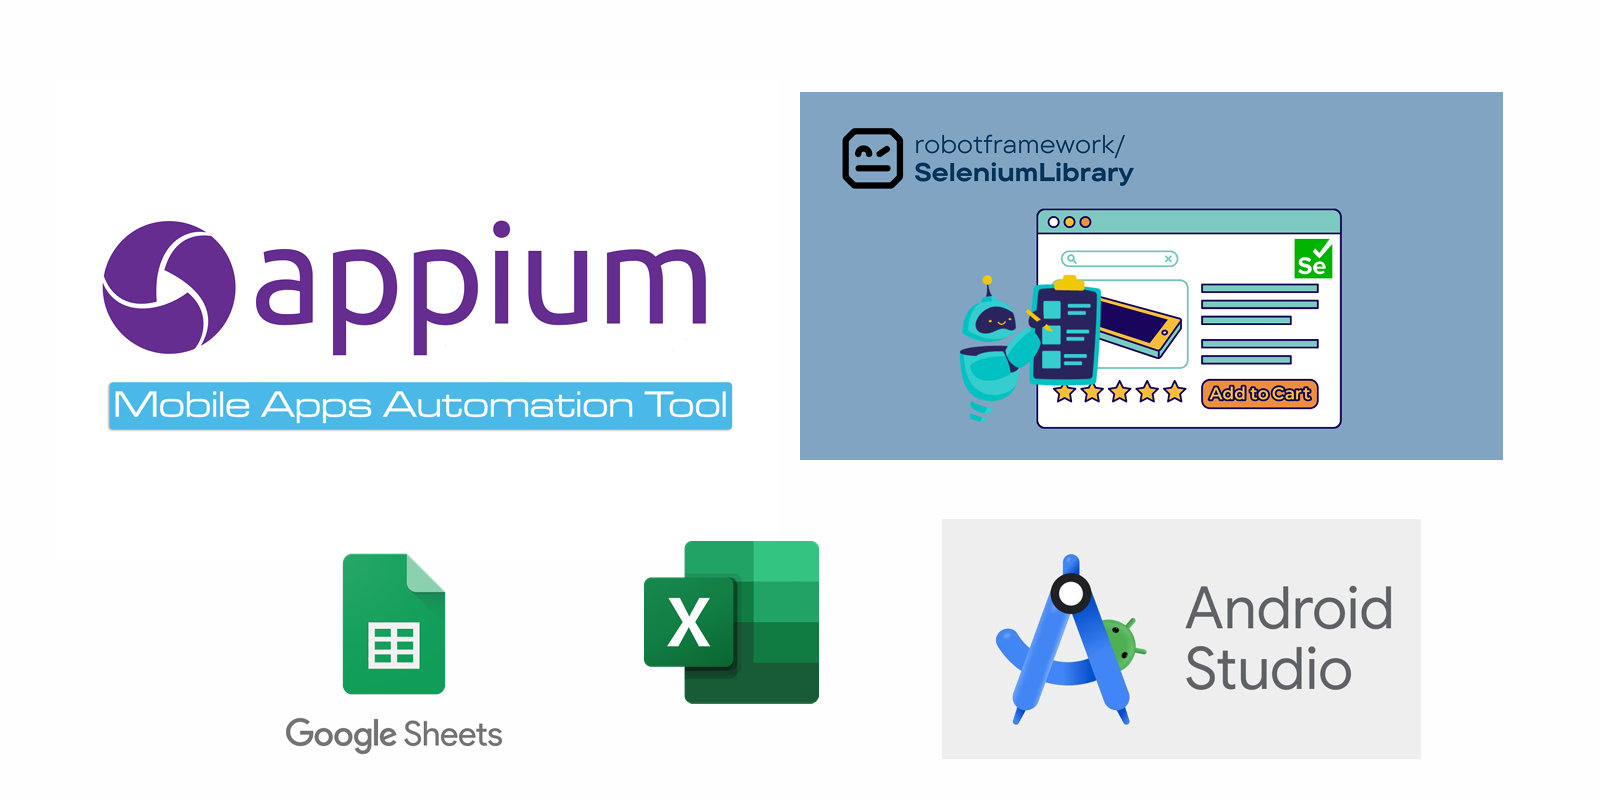 appium
Mobile Apps Automation Tool
robotframework/
SeleniumLibrary
Se
Add to Cart
Google Sheets
X
Android
Studio